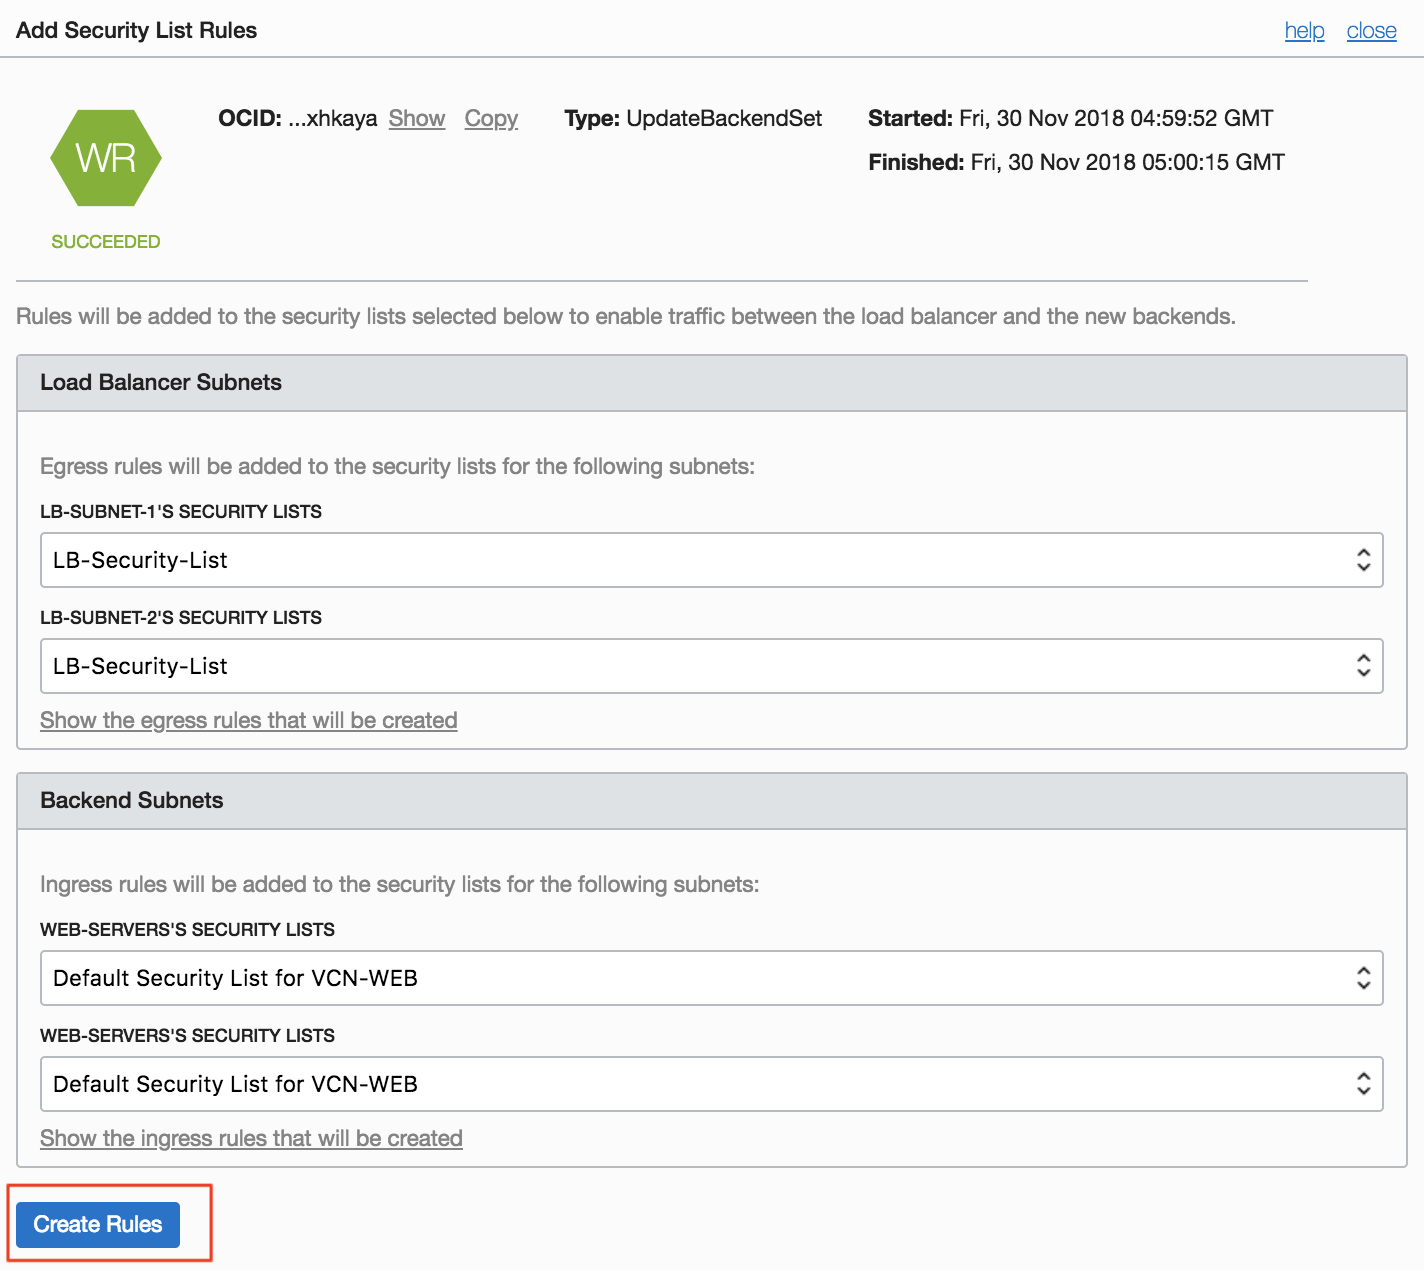 Add Security List Rules help close
OCID: ...xhkaya Show Copy Type: UpdateBackendSet Started: Fri, 30 Nov 2018 04:59:52 GMT
Finished: Fri, 30 Nov 2018 05:00:15 GMT
WR
SUCCEEDED
Rules will be added to the security lists selected below to enable traffic between the load balancer and the new backends.
Load Balancer Subnets
Egress rules will be added to the security lists for the following subnets:
LB-SUBNET-1'S SECURITY LISTS
LB-Security-List
LB-SUBNET-2'S SECURITY LISTS
LB-Security-List
Show the egress rules that will be created
Backend Subnets
Ingress rules will be added to the security lists for the following subnets:
WEB-SERVERS'S SECURITY LISTS
Default Security List for VCN-WEB
WEB-SERVERS'S SECURITY LISTS
Default Security List for VCN-WEB
Show the ingress rules that will be created
Create Rules